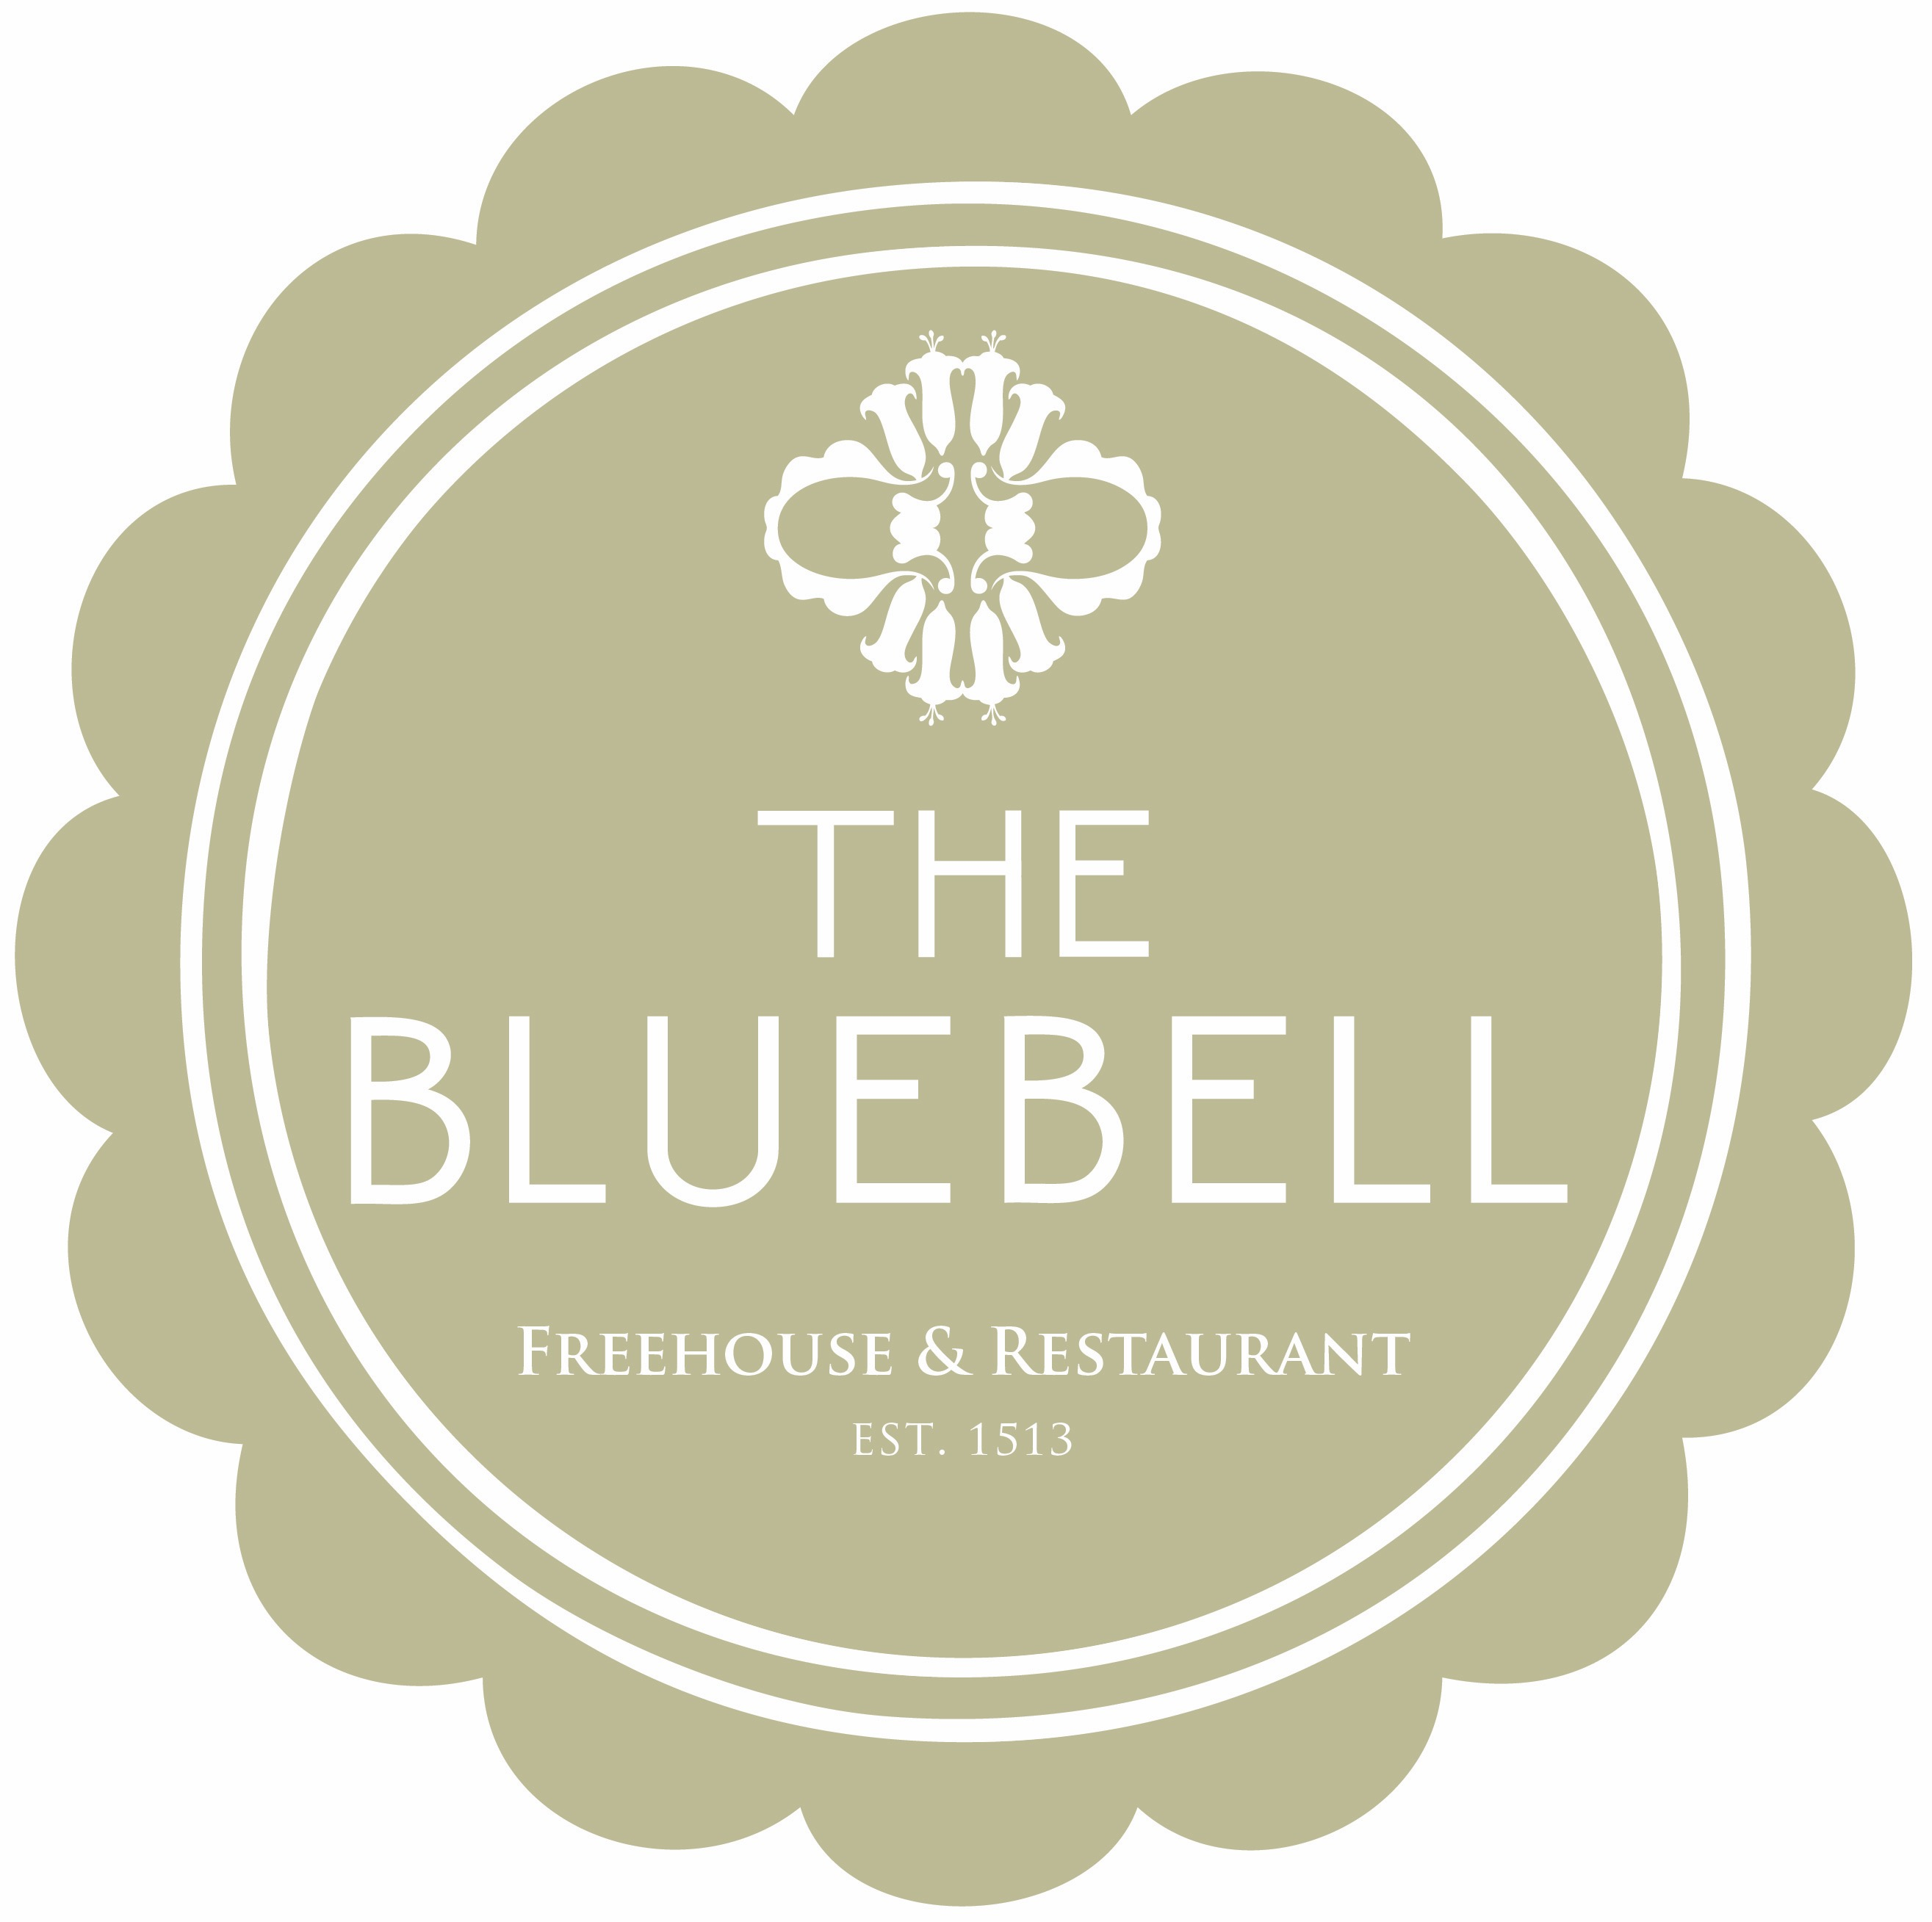 THE
BLUEBELL
FREEHOUSE & RESTAURANT
EST. 1513